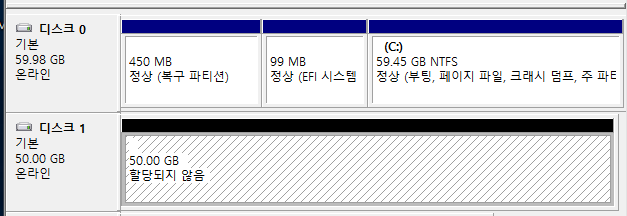 디스크 0
기본
59.98 GB
온라인
450 MB
정상 (복구 파티션)
99 MB
정상 (EFI 시스템
(C:)
59.45 GB NTFS
정상 (부팅, 페이지 파일, 크래시 덤프, 주 파티
디스크 1
기본
50.00 GB
온라인
50.00 GB
할당되지 않음